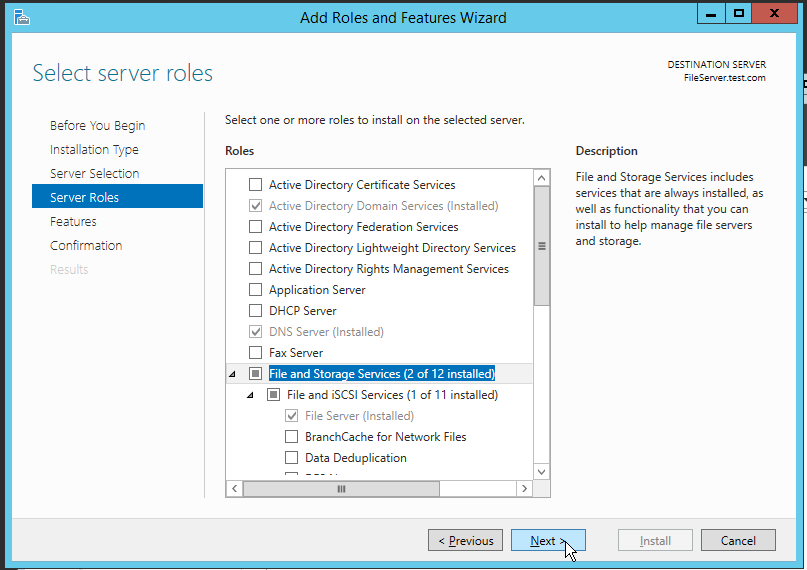 Add Roles and Features Wizard
Select server roles
DESTINATION SERVER
FileServer.test.com
Before You Begin
Installation Type
Server Selection
Server Roles
Features
Confirmation
Results
Select one or more roles to install on the selected server.
Roles
Active Directory Certificate Services
Active Directory Domain Services (Installed)
Active Directory Federation Services
Active Directory Lightweight Directory Services
Active Directory Rights Management Services
Application Server
DHCP Server
DNS Server (Installed)
Fax Server
File and Storage Services (2 of 12 installed)
File and iSCSI Services (1 of 11 installed)
File Server (Installed)
BranchCache for Network Files
Data Deduplication
Description
File and Storage Services includes
services that are always installed, as
well as functionality that you can
install to help manage file servers
and storage.
< Previous
Next >
Install
Cancel